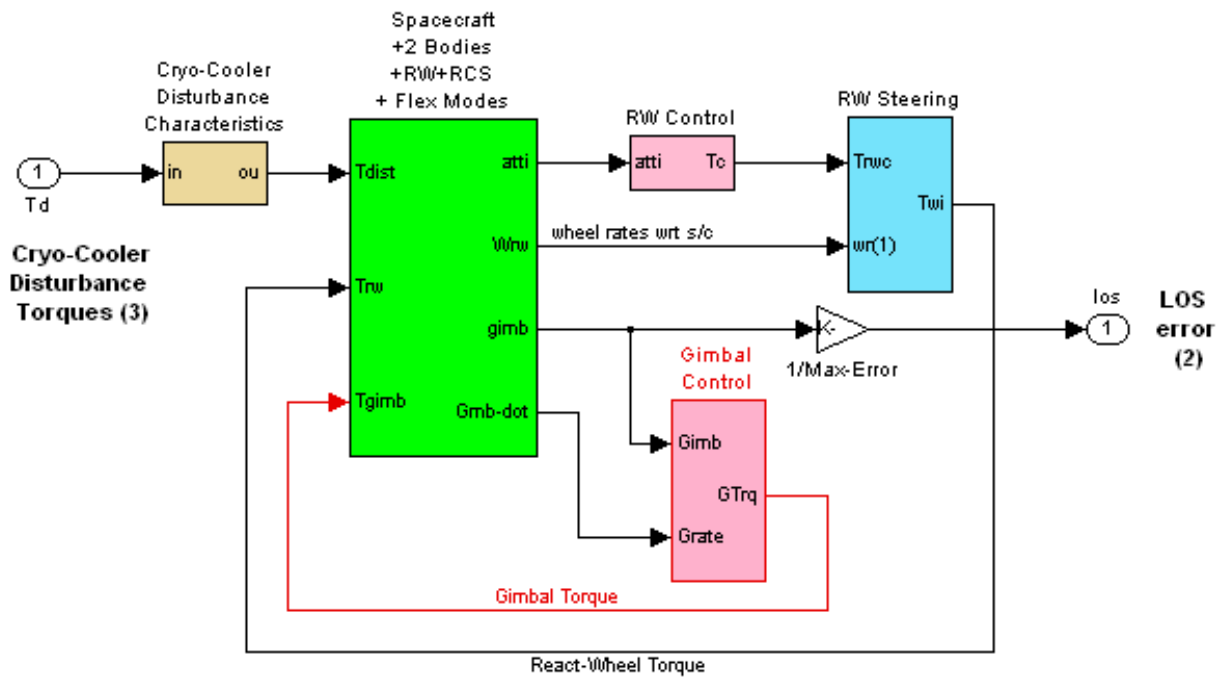 Spacecraft
+2 Bodies
+RW+RCS
+ Flex Modes
Cryo-Cooler
Disturbance
Characteristics
RW Control
RW Steering
1
Td
in
ou
Tdist
atti
atti
Tc
Trwc
Twi
Wrw
wheel rates wrt s/c
wr(1)
Cryo-Cooler
Disturbance
Torques (3)
Trw
gimb
K-
1/Max-Error
los
1
LOS
error
(2)
Gimbal
Control
Tgimb
Gmb-dot
Gimb
GTrq
Grate
Gimbal Torque
React-Wheel Torque